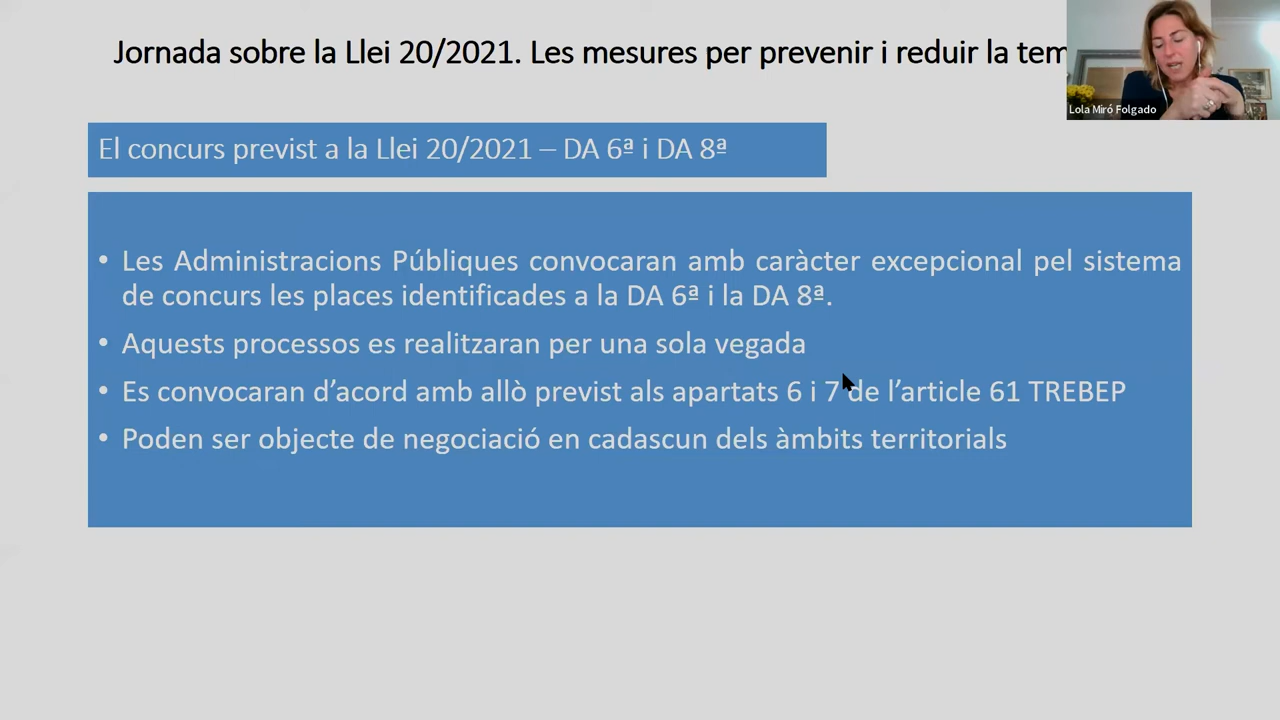 Jornada sobre la Llei 20/2021. Les mesures per prevenir i reduir la
Lola Miró Folgado
El concurs previst a la Llei 20/2021 – DA 6ª i DA 8ª
• Les Administracions Públiques convocaran amb caràcter excepcional pel sistema
de concurs les places identificades a la DA 6ª i la DA 8ª.
• Aquests processos es realitzaran per una sola vegada
• Es convocaran d’acord amb allò previst als apartats 6 i 7 de l’article 61 TREBEP
• Poden ser objecte de negociació en cadascun dels àmbits territorials